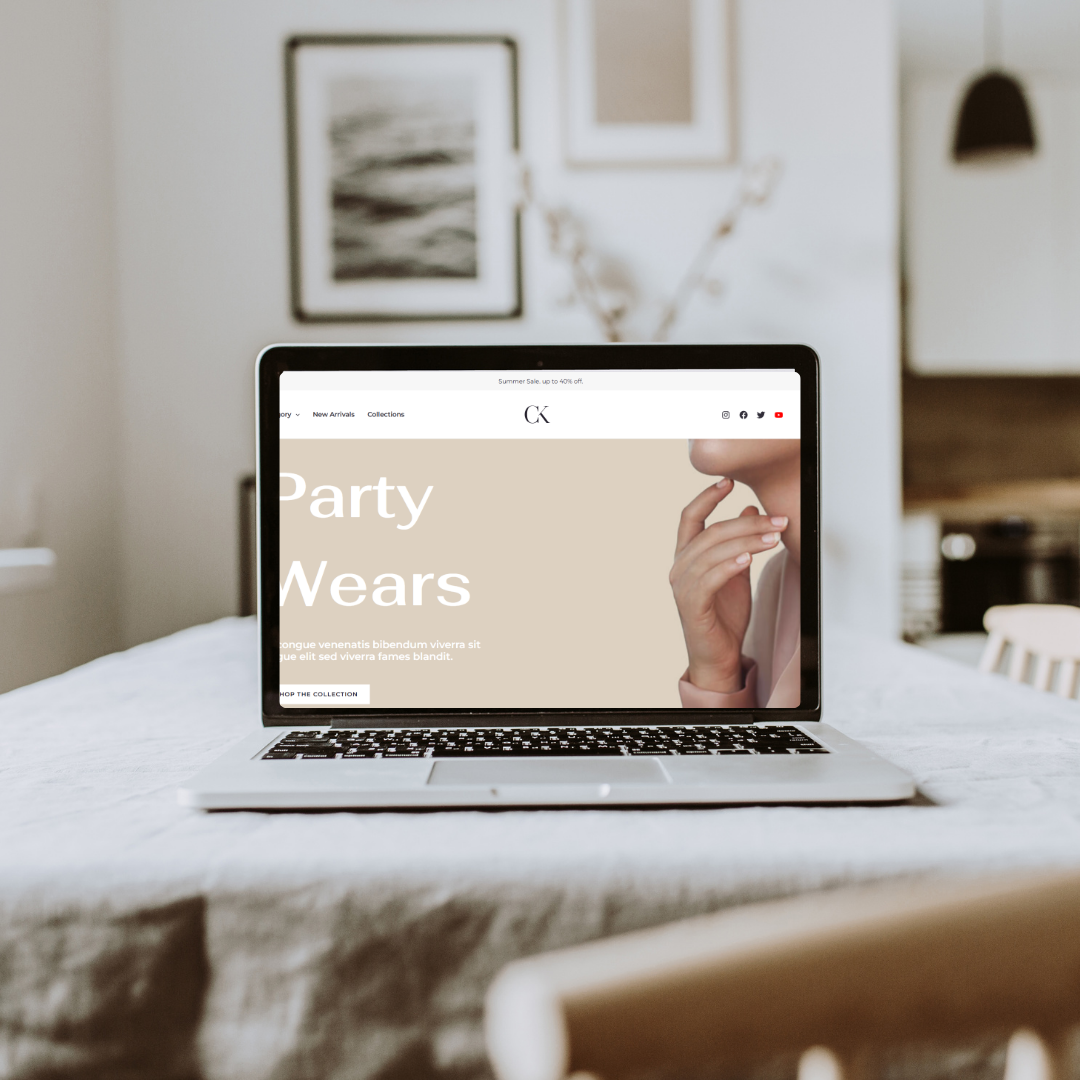 Summer Sale, up to 40% off.
ory New Arrivals Collections CK
Party
Wears
congue venenatis bibendum viverra sit
gue elit sed viverra fames blandit.
HOP THE COLLECTION